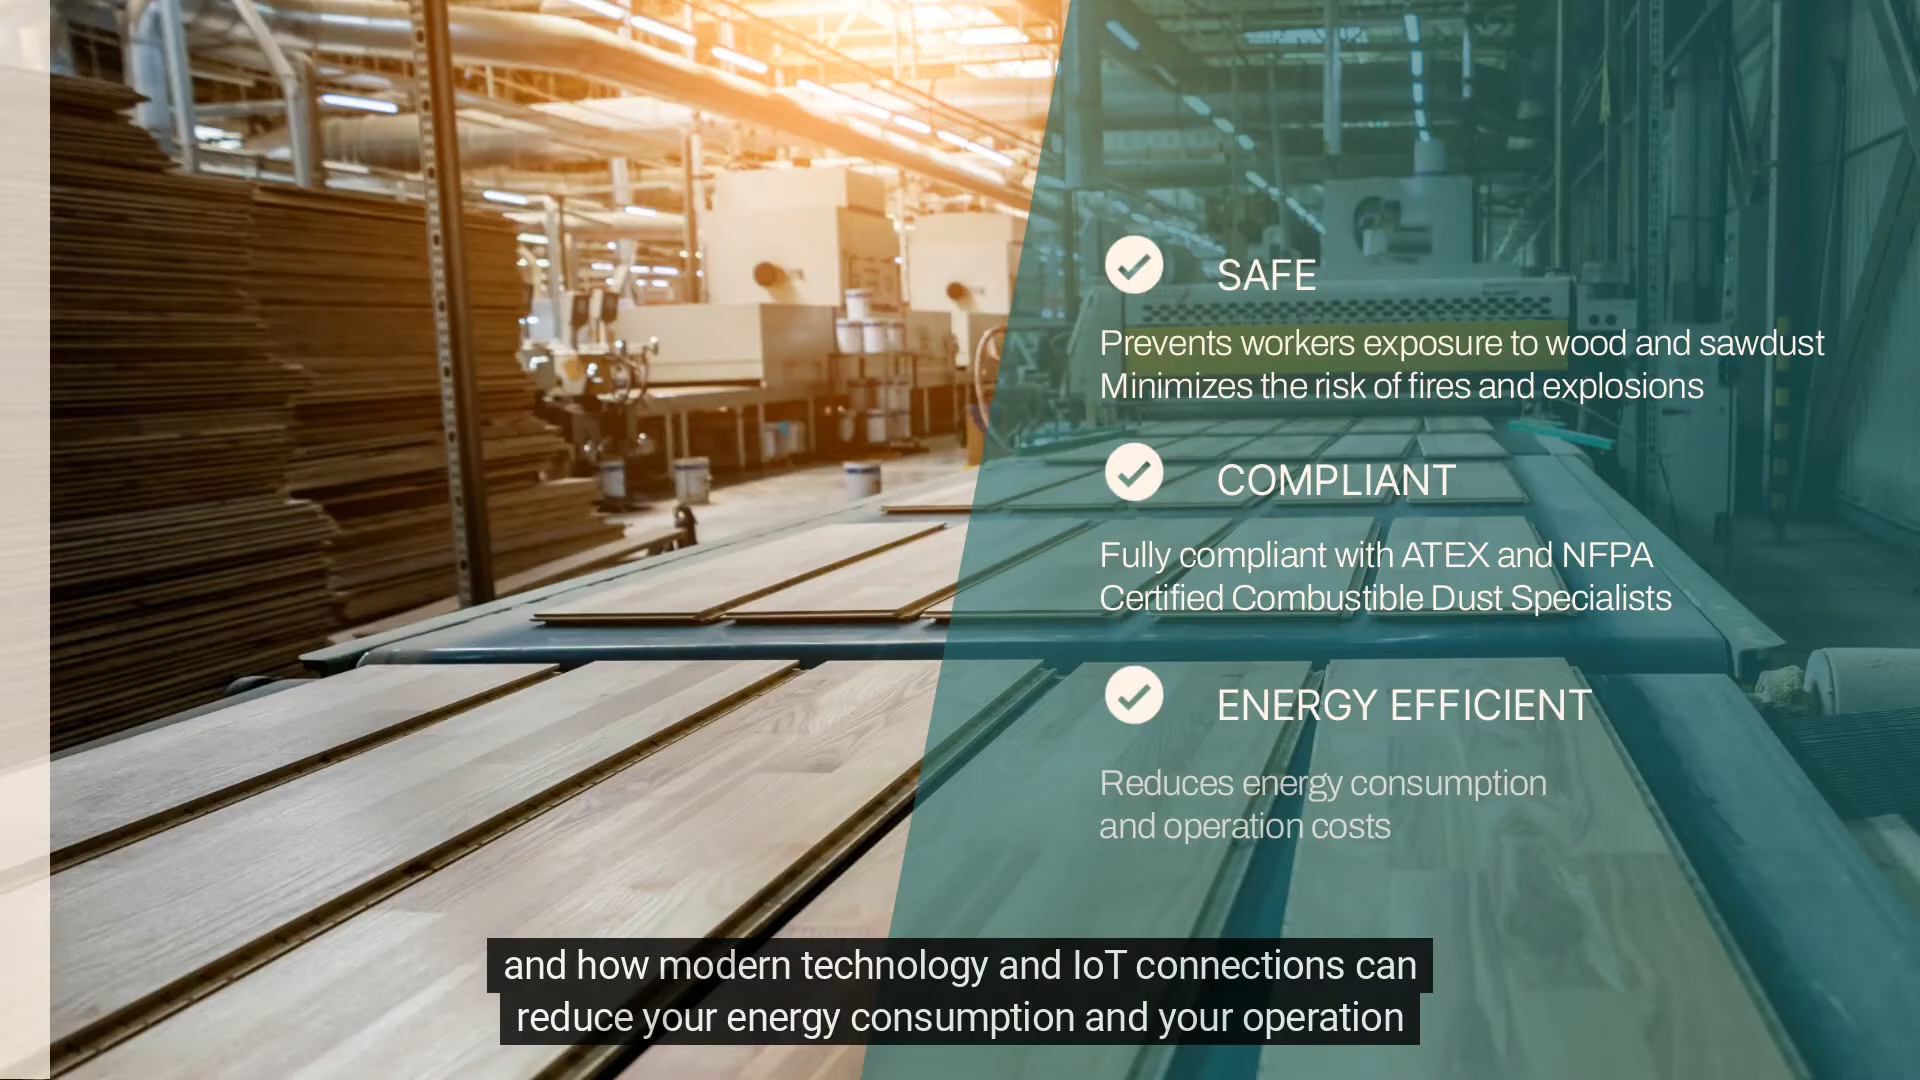 SAFE
Prevents workers exposure to wood and sawdust
Minimizes the risk of fires and explosions
COMPLIANT
Fully compliant with ATEX and NFPA
Certified Combustible Dust Specialists
ENERGY EFFICIENT
Reduces energy consumption
and operation costs
and how modern technology and IoT connections can
reduce your energy consumption and your operation